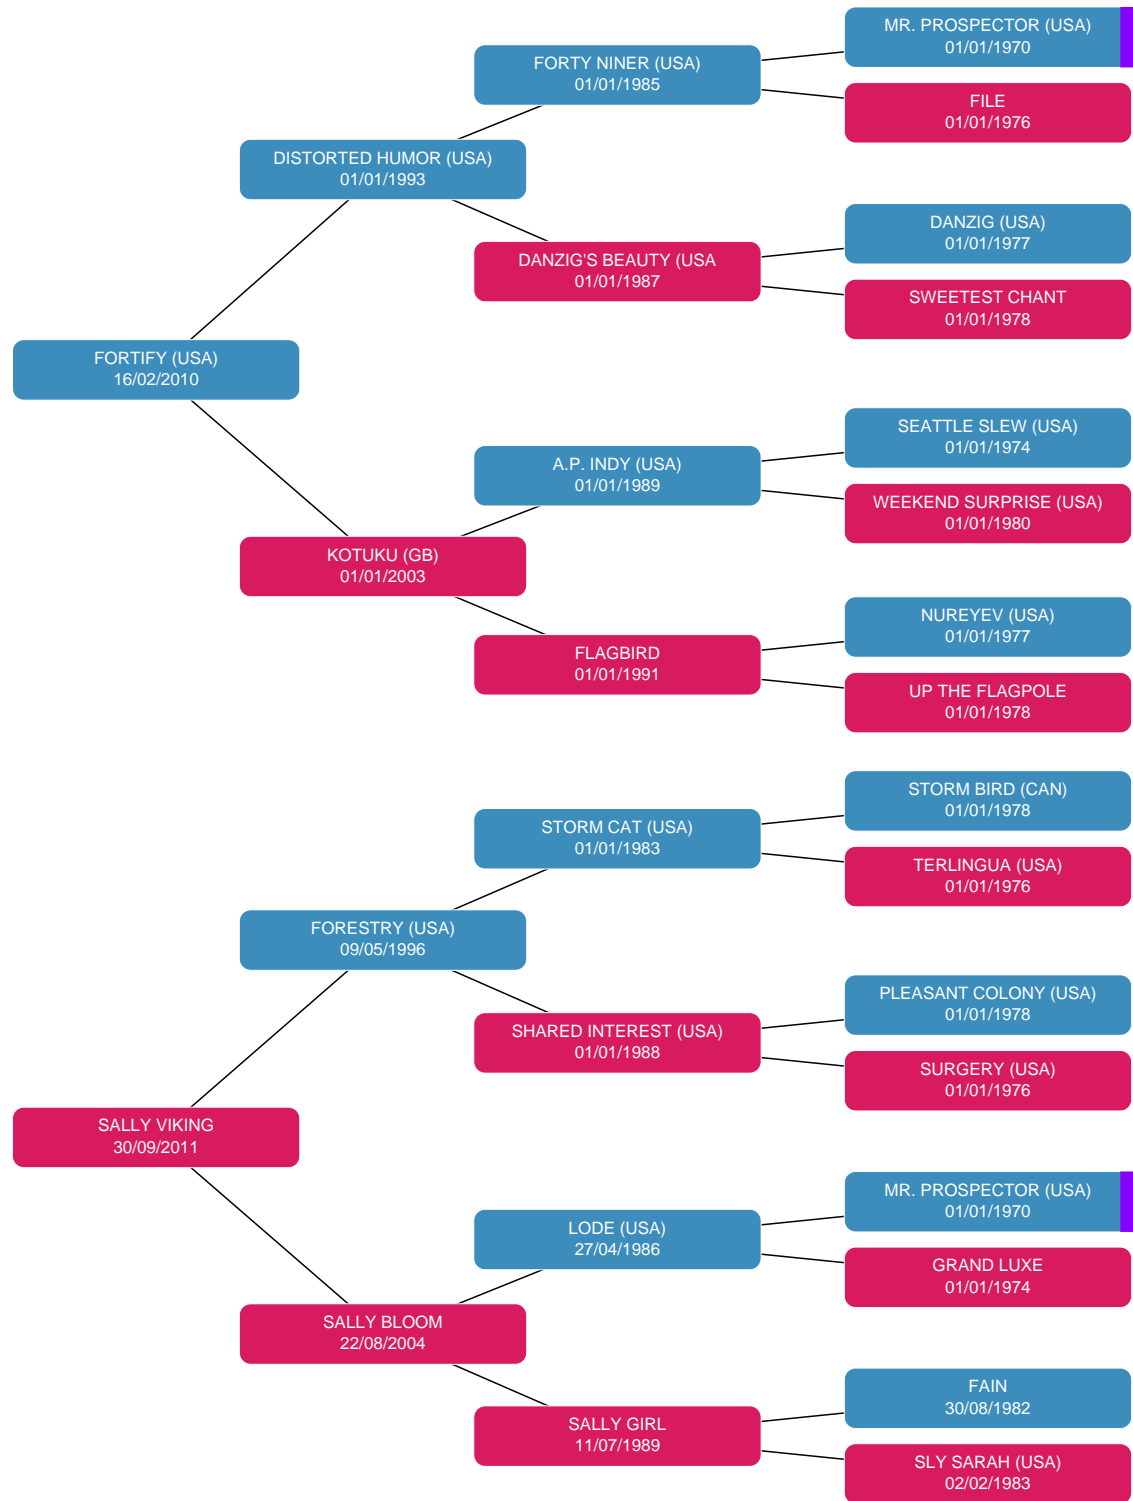 MR. PROSPECTOR (USA)
01/01/1970
FORTY NINER (USA)
01/01/1985
FILE
01/01/1976
DISTORTED HUMOR (USA)
01/01/1993
DANZIG (USA)
01/01/1977
DANZIG'S BEAUTY (USA
01/01/1987
SWEETEST CHANT
01/01/1978
FORTIFY (USA)
16/02/2010
SEATTLE SLEW (USA)
01/01/1974
A.P. INDY (USA)
01/01/1989
WEEKEND SURPRISE (USA)
01/01/1980
KOTUKU (GB)
01/01/2003
NUREYEV (USA)
01/01/1977
FLAGBIRD
01/01/1991
UP THE FLAGPOLE
01/01/1978
STORM BIRD (CAN)
01/01/1978
STORM CAT (USA)
01/01/1983
TERLINGUA (USA)
01/01/1976
FORESTRY (USA)
09/05/1996
PLEASANT COLONY (USA)
01/01/1978
SHARED INTEREST (USA)
01/01/1988
SURGERY (USA)
01/01/1976
SALLY VIKING
30/09/2011
MR. PROSPECTOR (USA)
01/01/1970
LODE (USA)
27/04/1986
GRAND LUXE
01/01/1974
SALLY BLOOM
22/08/2004
FAIN
30/08/1982
SALLY GIRL
11/07/1989
SLY SARAH (USA)
02/02/1983